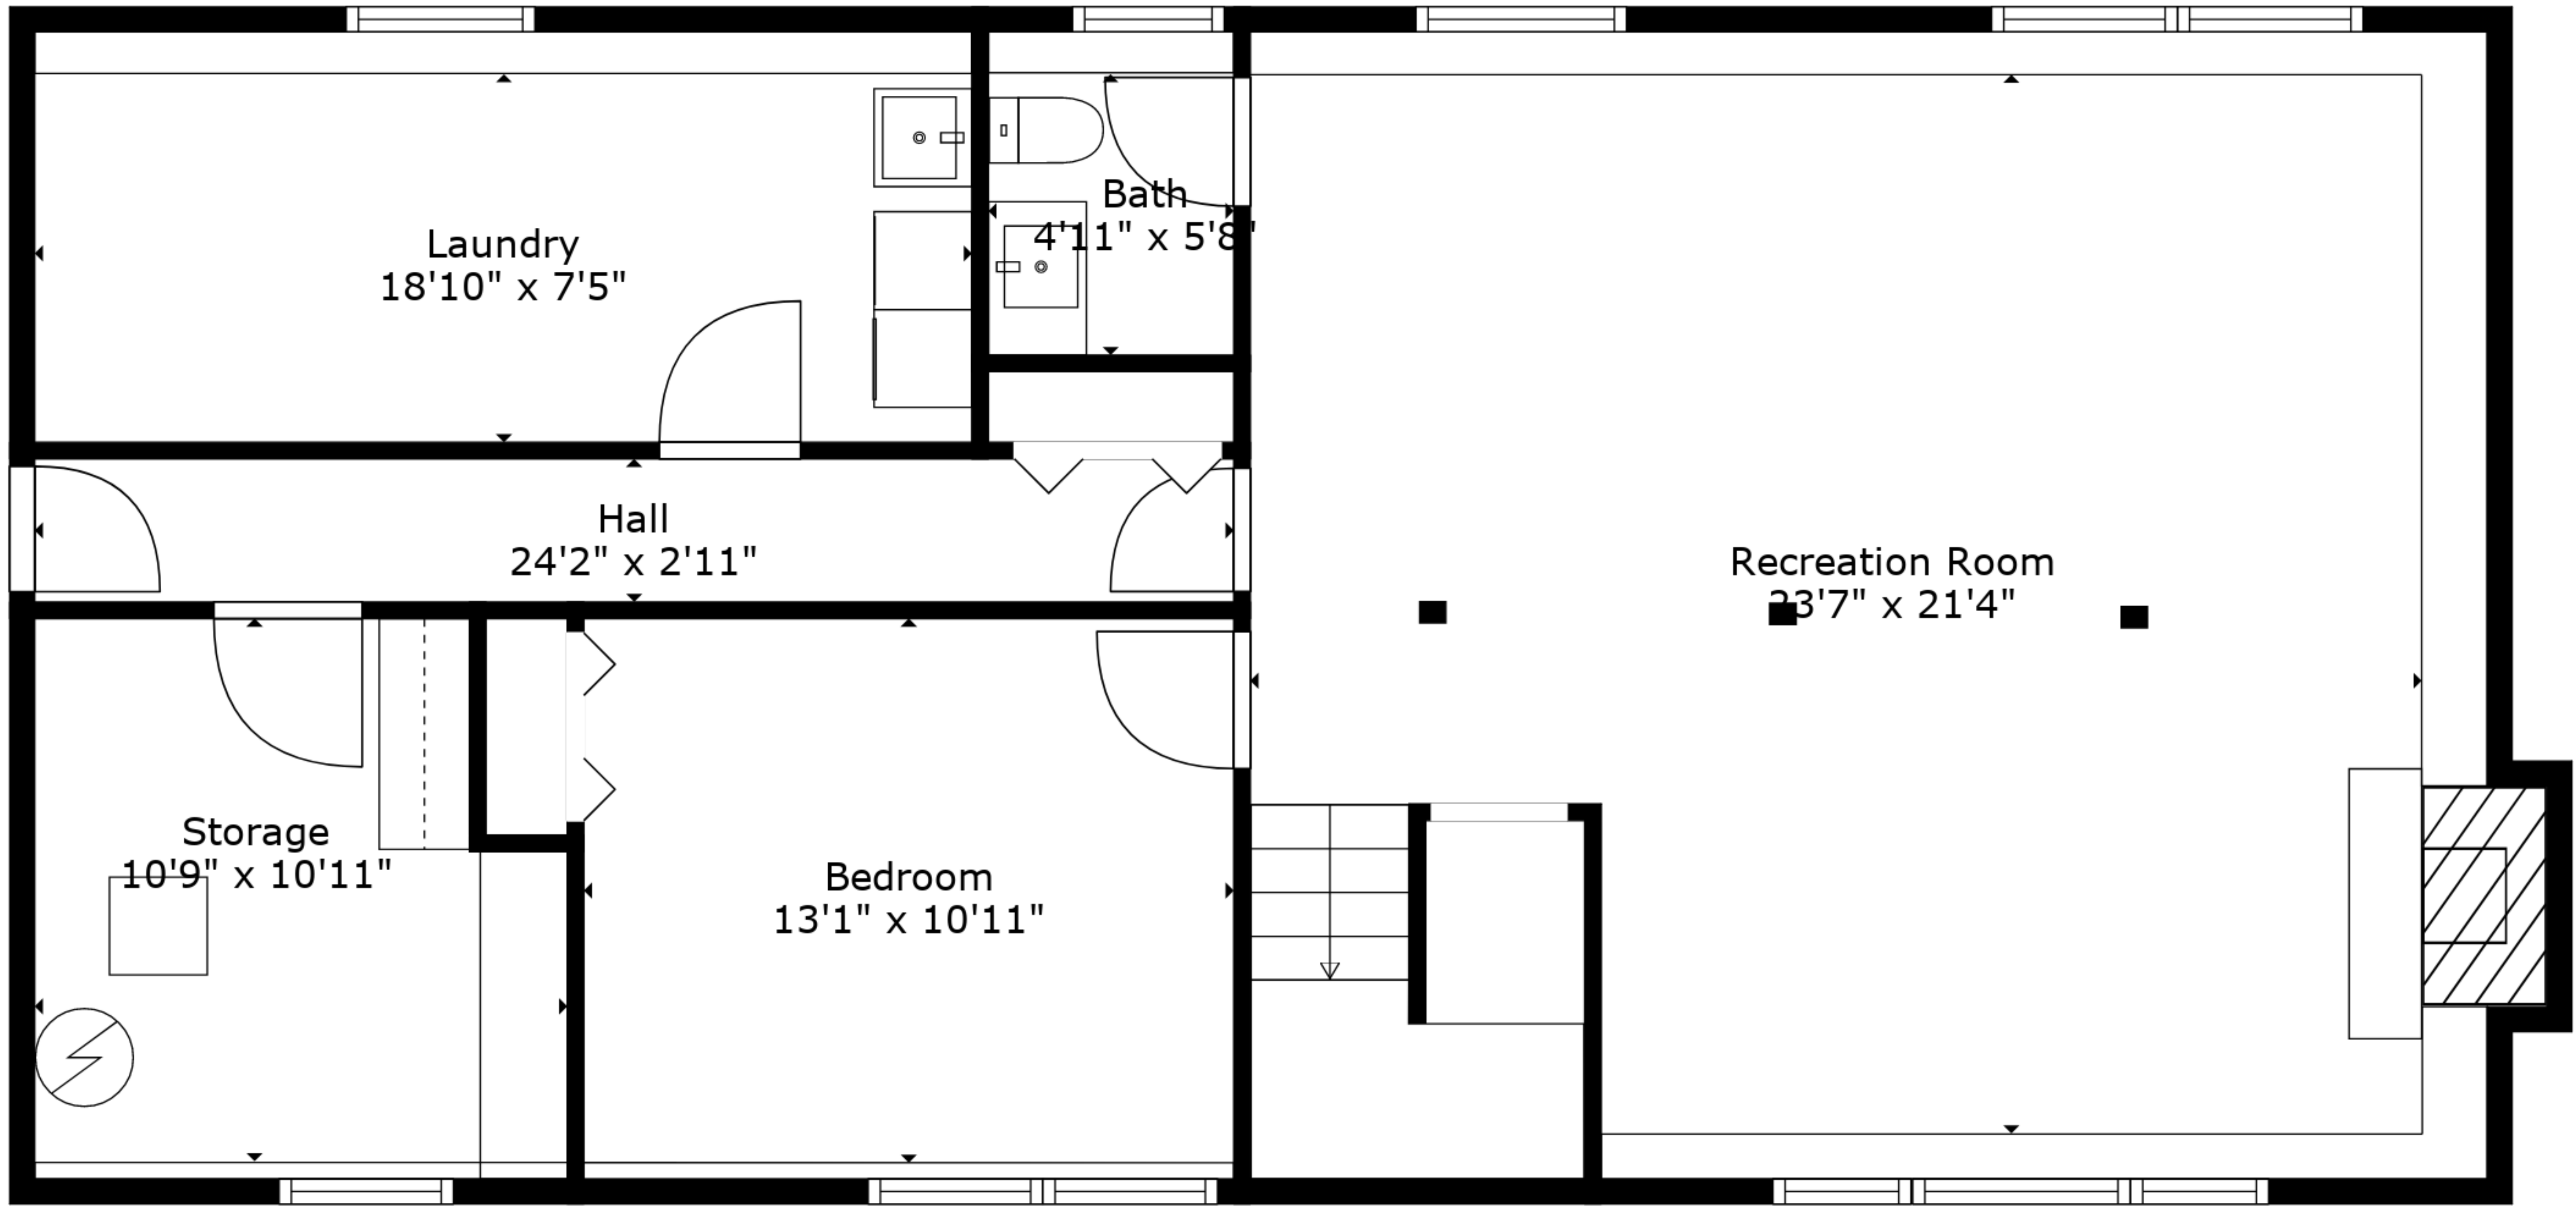 Bath
4'11" x 5'8"
Laundry
18'10" x 7'5"
Hall
24'2" x 2'11"
Recreation Room
23'7" x 21'4"
Storage
10'9" x 10'11"
Bedroom
13'1" x 10'11"